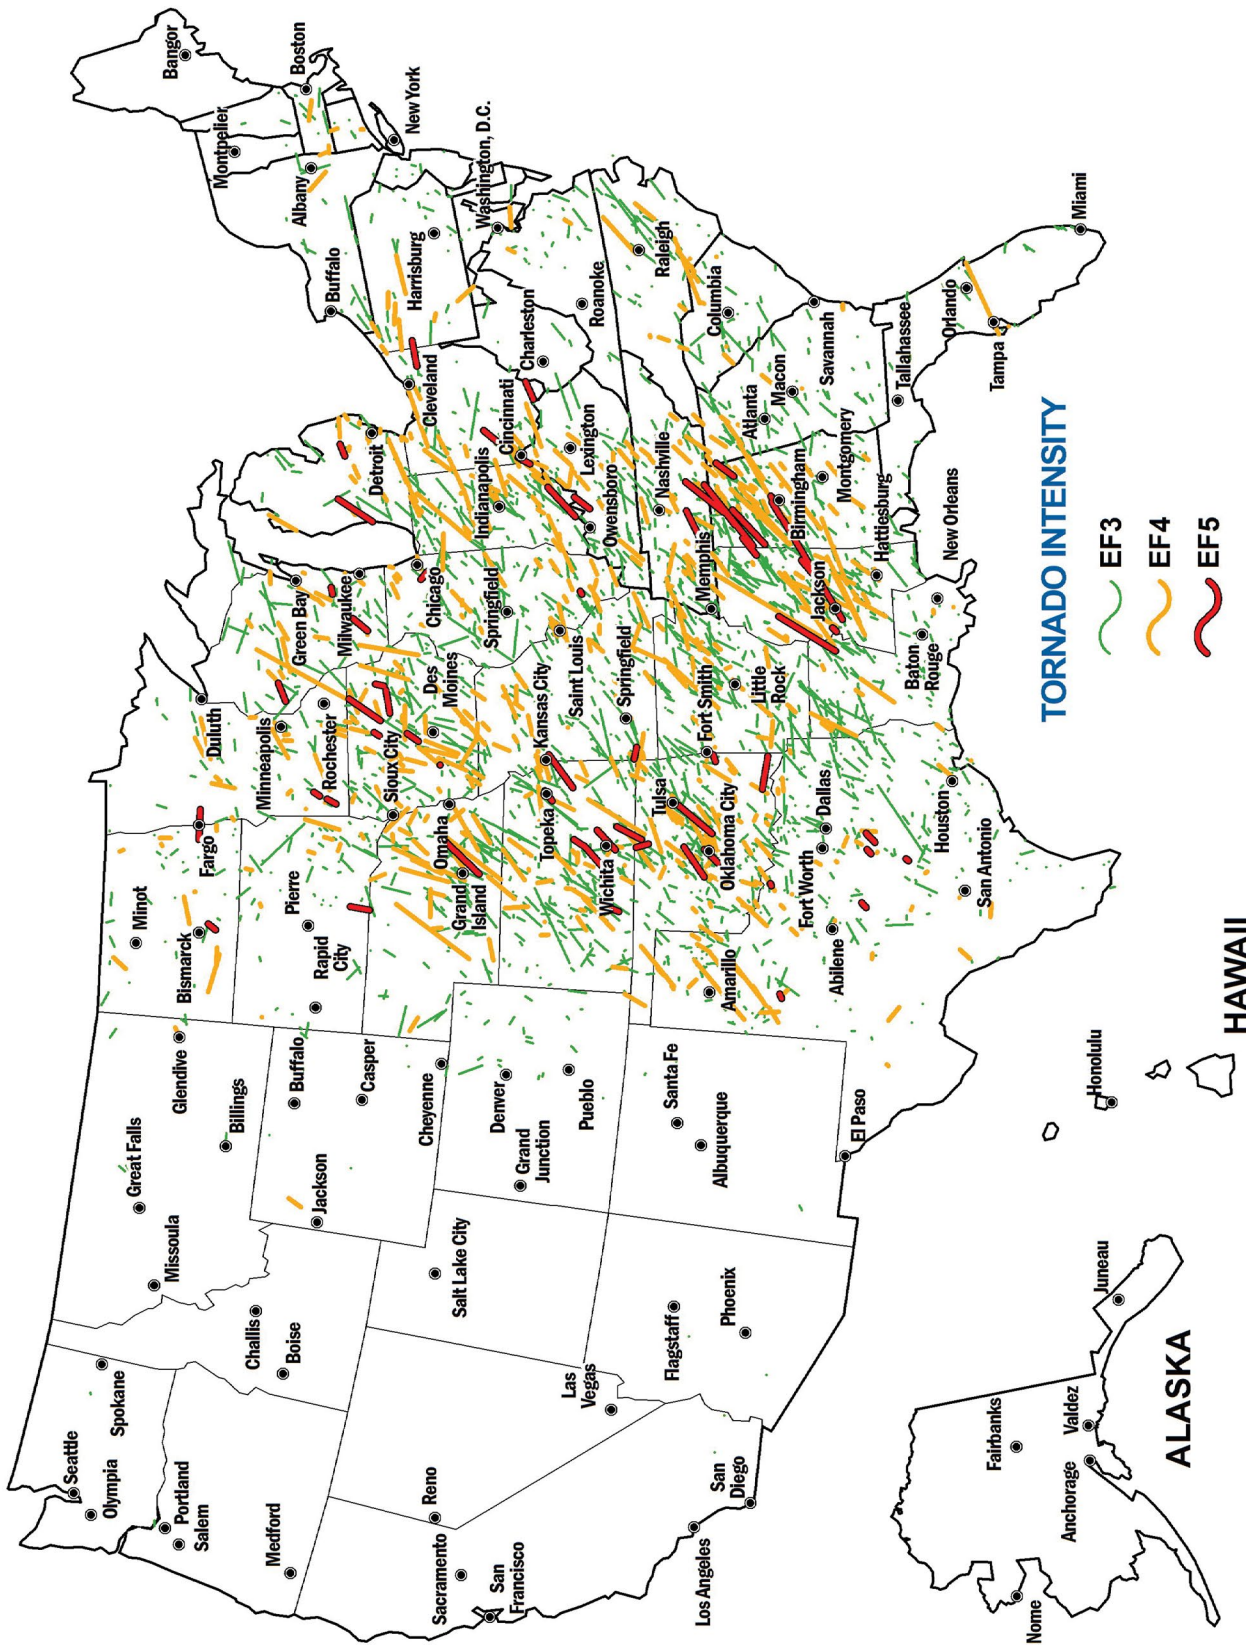 Seattle
Olympia
Spokane
Portland
Salem
Medford
Great Falls
Missoula
Glendive
Billings
Challis
Boise
Buffalo
Jackson
Casper
Cheyenne
Reno
Sacramento
San
Francisco
Salt Lake City
Las
Vegas
Los Angeles
San
Diego
Flagstaff
Phoenix
Denver
Grand
Junction
Pueblo
Santa Fe
Albuquerque
El Paso
Minot
Bismarck
Fargo
Pierre
Rapid
City
Duluth
Minneapolis
Rochester
Sioux City
Omaha
Grand
Island
Des
Moines
Topeka
Kansas City
Wichita
Saint Louis
Springfield
Tulsa
Oklahoma City
Fort Smith
Little
Rock
Amarillo
Dallas
Fort Worth
Abilene
Houston
San Antonio
Green Bay
Milwaukee
Chicago
Springfield
Indianapolis
Detroit
Cleveland
Cincinnati
Lexington
Owensboro
Nashville
Memphis
Jackson
Hattiesburg
Baton
Rouge
New Orleans
Birmingham
Montgomery
Atlanta
Macon
Savannah
Columbia
Raleigh
Roanoke
Charleston
Tallahassee
Orlando
Tampa
Miami
Bangor
Montpelier
Boston
Albany
Buffalo
New York
Harrisburg
Washington, D.C.
TORNADO INTENSITY
EF3
EF4
EF5
ALASKA
Nome
Fairbanks
Anchorage
Valdez
Juneau
HAWAII
Honolulu